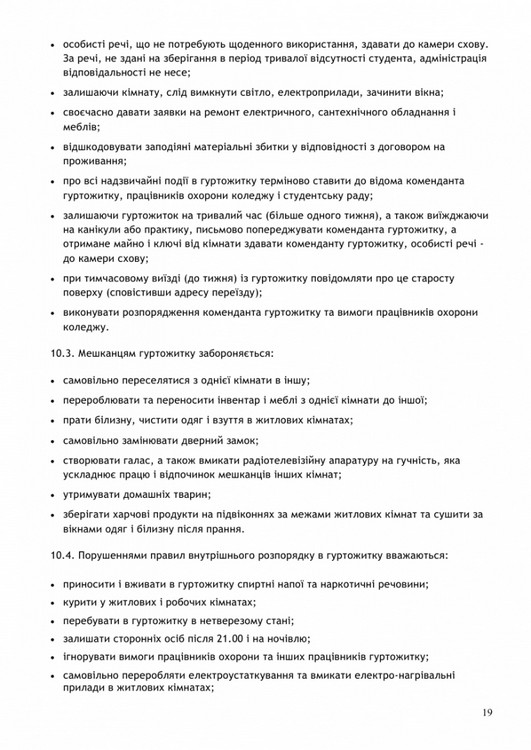 • особисті речі, що не потребують щоденного використання, здавати до камери схову.
За речі, не здані на зберігання в період тривалої відсутності студента, адміністрація
відповідальності не несе;
• залишаючи кімнату, слід вимкнути світло, електроприлади, зачинити вікна;
• своєчасно давати заявки на ремонт електричного, сантехнічного обладнання і
меблів;
• відшкодовувати заподіяні матеріальні збитки у відповідності з договором на
проживання;
• про всі надзвичайні події в гуртожитку терміново ставити до відома коменданта
гуртожитку, працівників охорони коледжу і студентську раду;
• залишаючи гуртожиток на тривалий час (більше одного тижня), а також виїжджаючи
на канікули або практику, письмово попереджувати коменданта гуртожитку, а
отримане майно і ключі від кімнати здавати коменданту гуртожитку, особисті речі -
до камери схову;
• при тимчасовому виїзді (до тижня) із гуртожитку повідомляти про це старосту
поверху (сповістивши адресу переїзду);
• виконувати розпорядження коменданта гуртожитку та вимоги працівників охорони
коледжу.
10.3. Мешканцям гуртожитку забороняється:
• самовільно переселятися з однієї кімнати в іншу;
• перероблювати та переносити інвентар і меблі з однієї кімнати до іншої;
• прати білизну, чистити одяг і взуття в житлових кімнатах;
• самовільно замінювати дверний замок;
• створювати галас, а також вмикати радіотелевізійну апаратуру на гучність, яка
ускладнює працю і відпочинок мешканців інших кімнат;
• утримувати домашніх тварин;
• зберігати харчові продукти на підвіконнях за межами житлових кімнат та сушити за
вікнами одяг і білизну після прання.
10.4. Порушеннями правил внутрішнього розпорядку в гуртожитку вважаються:
• приносити і вживати в гуртожитку спиртні напої та наркотичні речовини;
• курити у житлових і робочих кімнатах;
• перебувати в гуртожитку в нетверезому стані;
• залишати сторонніх осіб після 21.00 і на ночівлю;
• ігнорувати вимоги працівників охорони та інших працівників гуртожитку;
• самовільно переробляти електроустаткування та вмикати електро-нагрівальні
прилади в житлових кімнатах;
19